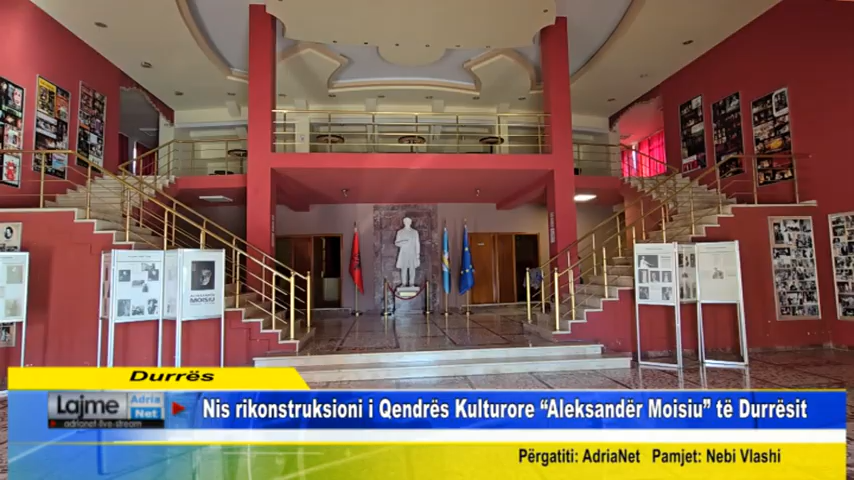 MOISIU
Durrës
Lajme Adria Net
adrianet-live-stream
Nis rikonstruksioni i Qendrës Kulturore “Aleksandër Moisiu” të Durrësit
Përgatiti: AdriaNet Pamjet: Nebi Vlashi